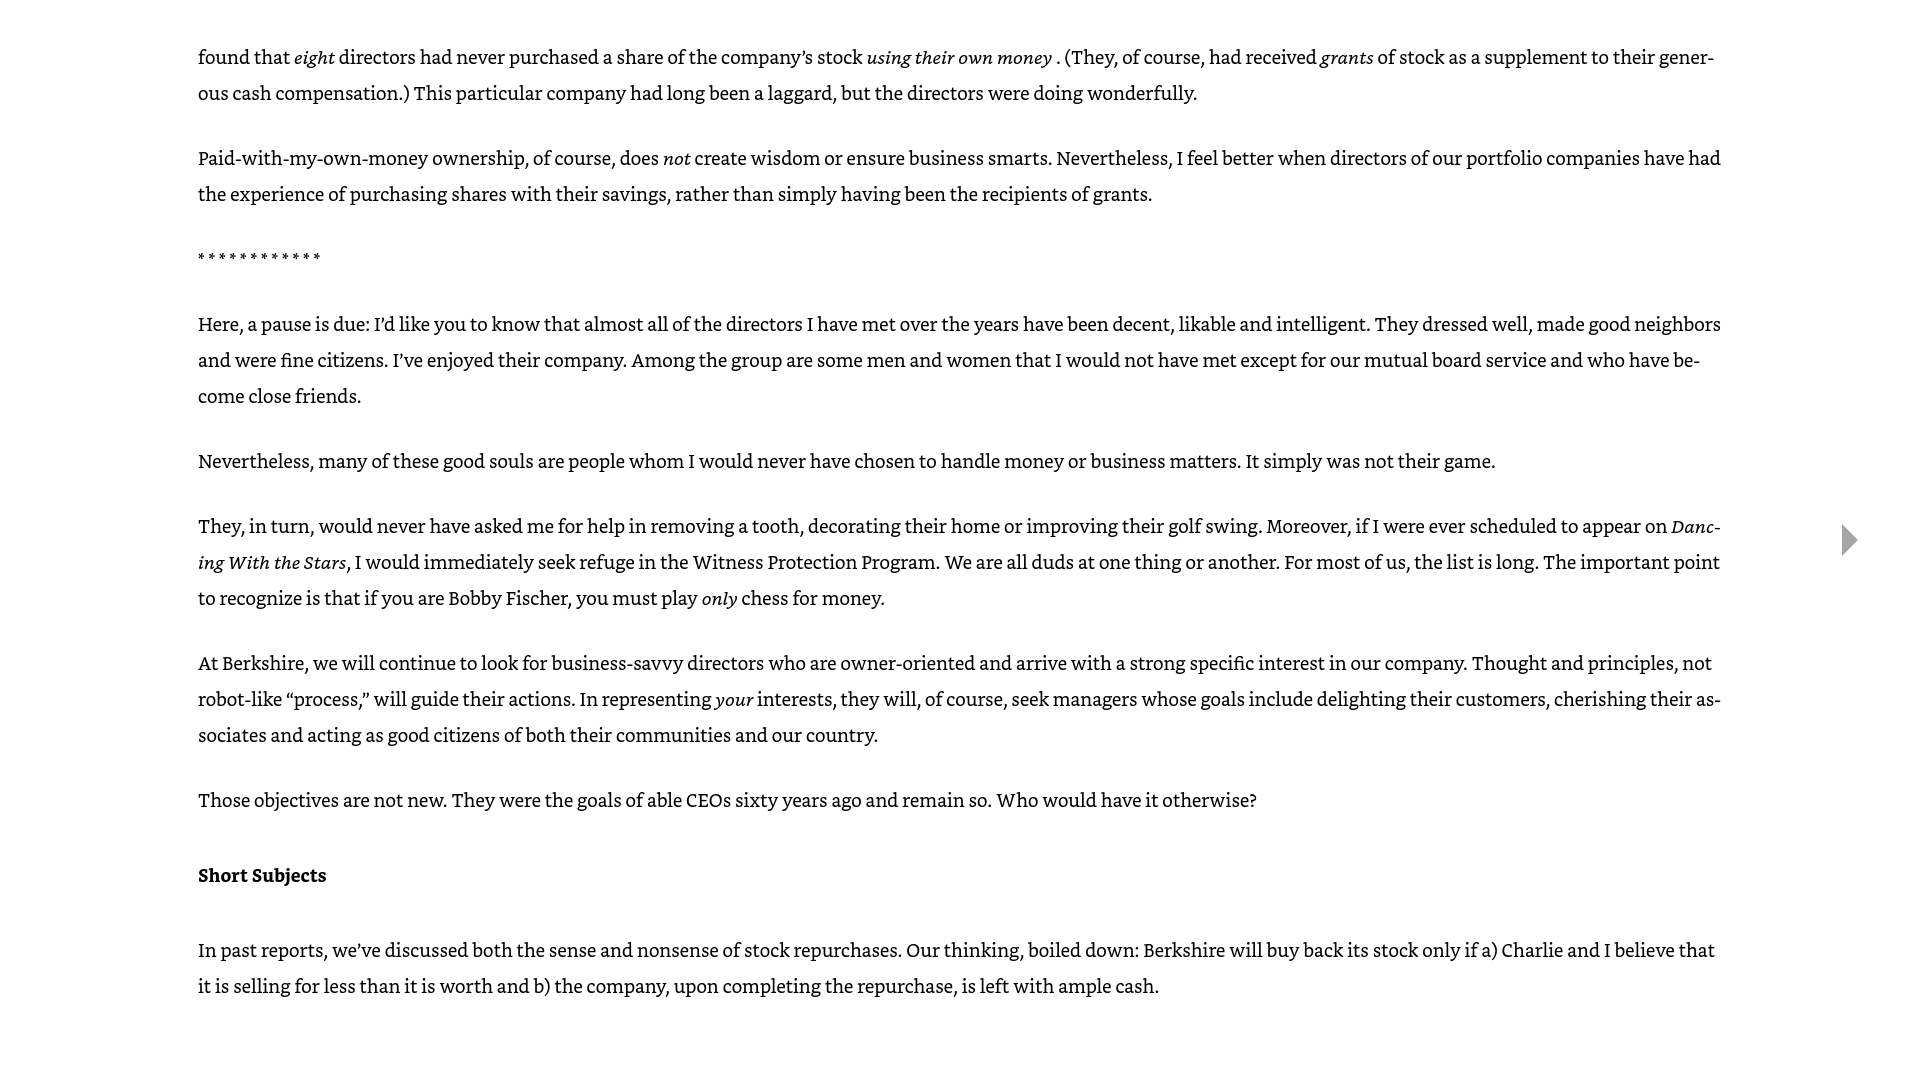 found that eight directors had never purchased a share of the company’s stock using their own money . (They, of course, had received grants of stock as a supplement to their gener-
ous cash compensation.) This particular company had long been a laggard, but the directors were doing wonderfully.
Paid-with-my-own-money ownership, of course, does not create wisdom or ensure business smarts. Nevertheless, I feel better when directors of our portfolio companies have had
the experience of purchasing shares with their savings, rather than simply having been the recipients of grants.
* * * * * * * * * * * *
Here, a pause is due: I’d like you to know that almost all of the directors I have met over the years have been decent, likable and intelligent. They dressed well, made good neighbors
and were fine citizens. I’ve enjoyed their company. Among the group are some men and women that I would not have met except for our mutual board service and who have be-
come close friends.
Nevertheless, many of these good souls are people whom I would never have chosen to handle money or business matters. It simply was not their game.
They, in turn, would never have asked me for help in removing a tooth, decorating their home or improving their golf swing. Moreover, if I were ever scheduled to appear on Danc-
ing With the Stars, I would immediately seek refuge in the Witness Protection Program. We are all duds at one thing or another. For most of us, the list is long. The important point
to recognize is that if you are Bobby Fischer, you must play only chess for money.
At Berkshire, we will continue to look for business-savvy directors who are owner-oriented and arrive with a strong specific interest in our company. Thought and principles, not
robot-like “process,” will guide their actions. In representing your interests, they will, of course, seek managers whose goals include delighting their customers, cherishing their as-
sociates and acting as good citizens of both their communities and our country.
Those objectives are not new. They were the goals of able CEOs sixty years ago and remain so. Who would have it otherwise?
Short Subjects
In past reports, we’ve discussed both the sense and nonsense of stock repurchases. Our thinking, boiled down: Berkshire will buy back its stock only if a) Charlie and I believe that
it is selling for less than it is worth and b) the company, upon completing the repurchase, is left with ample cash.